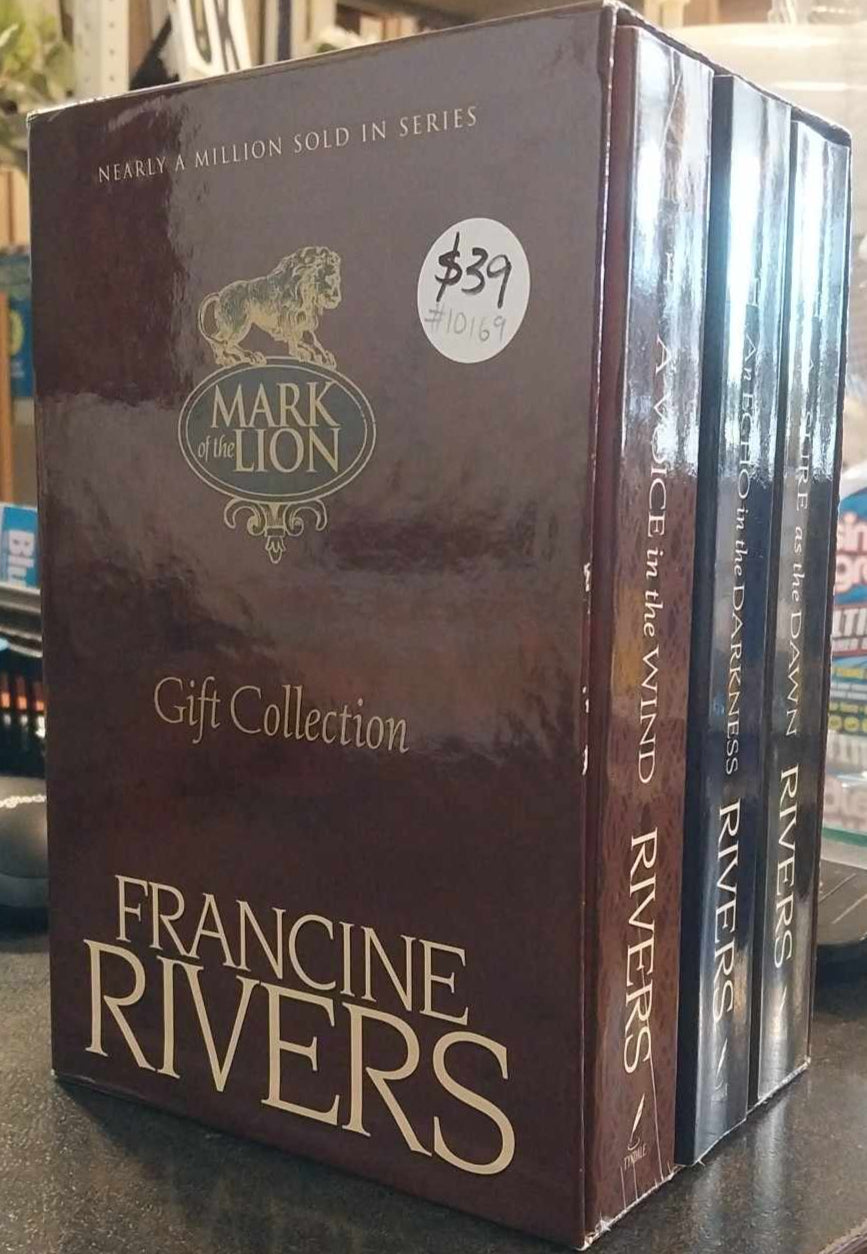 NEARLY A MILLION SOLD IN SERIES
$39
#10169
MARK
of the LION
Gift Collection
FRANCINE
RIVERS
A VOICE in the WIND RIVERS
TYNDALE
An ECHO in the DARKNESS RIVERS
AS SURE as the DAWN RIVERS